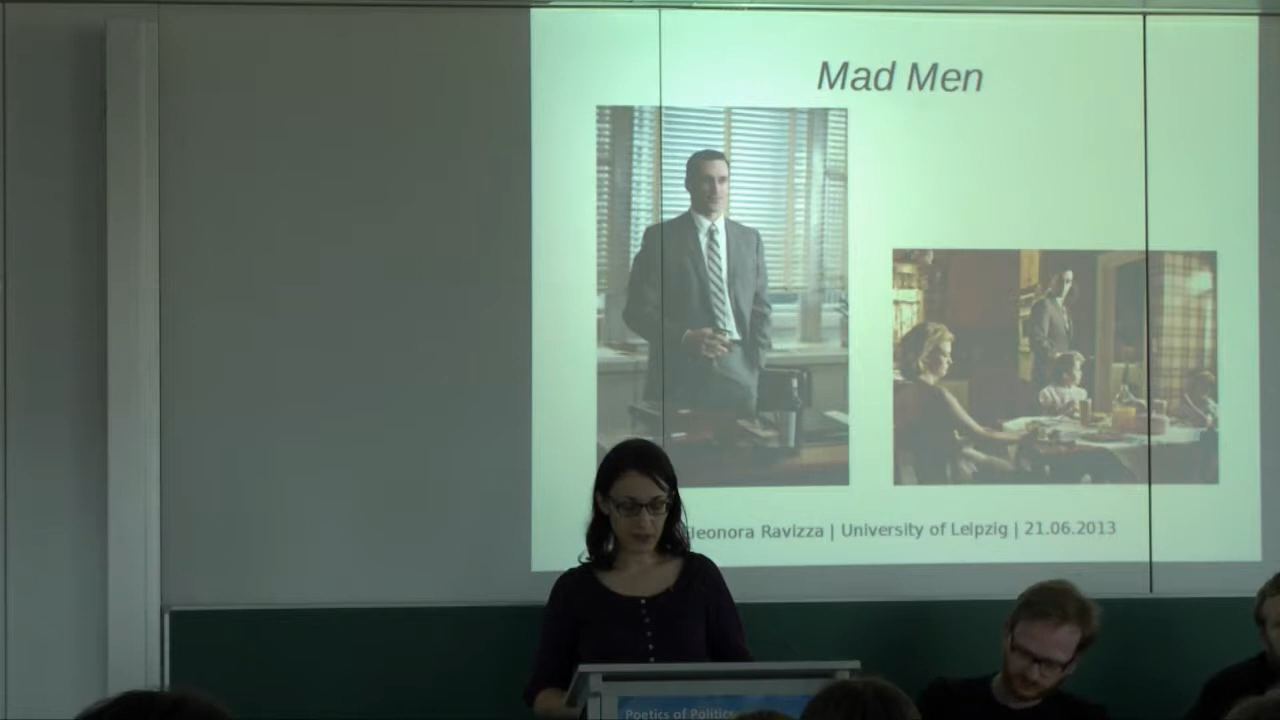 Mad Men
Eleonora Ravizza | University of Leipzig | 21.06.2013
Poetics of Politics